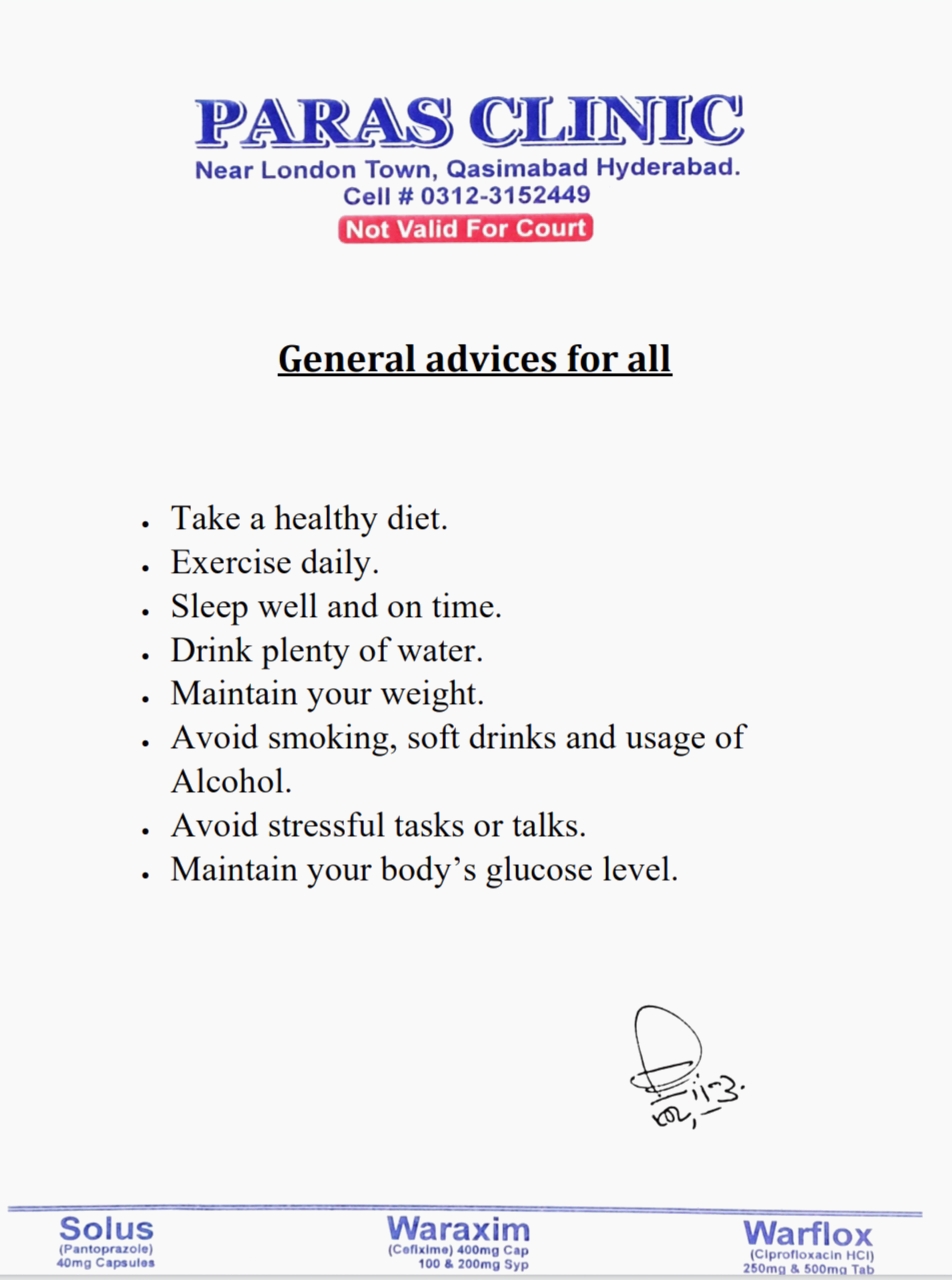 PARAS CLINIC
Near London Town, Qasimabad Hyderabad.
Cell # 0312-3152449
Not Valid For Court
General advices for all
• Take a healthy diet.
• Exercise daily.
• Sleep well and on time.
• Drink plenty of water.
• Maintain your weight.
• Avoid smoking, soft drinks and usage of
Alcohol.
• Avoid stressful tasks or talks.
• Maintain your body’s glucose level.
Solus Waraxim Warflox
(Pantoprazole) (Cefixime) 400mg Cap (Ciprofloxacin HCl)
40mg Capsules 100 & 200mg Syp 250mg & 500mg Tab